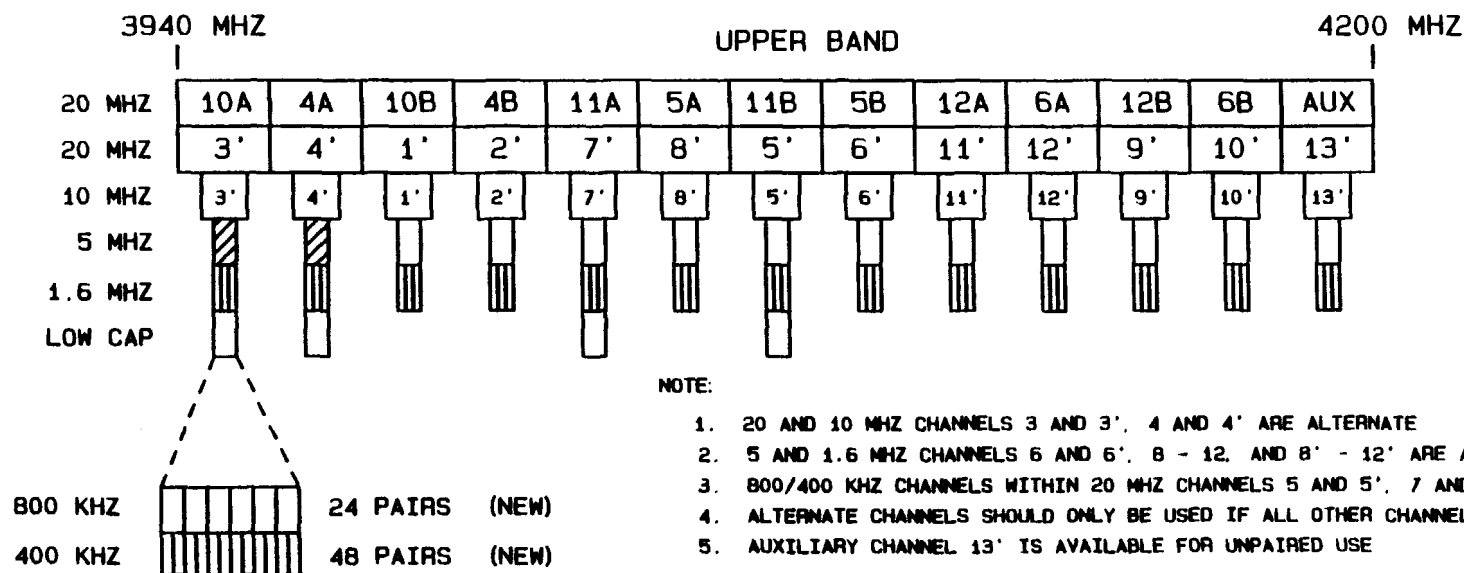 3940 MHZ UPPER BAND 4200 MHZ
20 MHZ 10A 4A 10B 4B 11A 5A 11B 5B 12A 6A 12B 6B AUX
20 MHZ 3' 4' 1' 2' 7' 8' 5' 6' 11' 12' 9' 10' 13'
10 MHZ 3' 4' 1' 2' 7' 8' 5' 6' 11' 12' 9' 10' 13'
5 MHZ
1.6 MHZ
LOW CAP
NOTE:
1. 20 AND 10 MHZ CHANNELS 3 AND 3', 4 AND 4' ARE ALTERNATE
2. 5 AND 1.6 MHZ CHANNELS 6 AND 6', 8 - 12, AND 8' - 12' ARE A
3. 800/400 KHZ CHANNELS WITHIN 20 MHZ CHANNELS 5 AND 5', 7 AND
4. ALTERNATE CHANNELS SHOULD ONLY BE USED IF ALL OTHER CHANNEL
5. AUXILIARY CHANNEL 13' IS AVAILABLE FOR UNPAIRED USE
800 KHZ 24 PAIRS (NEW)
400 KHZ 48 PAIRS (NEW)